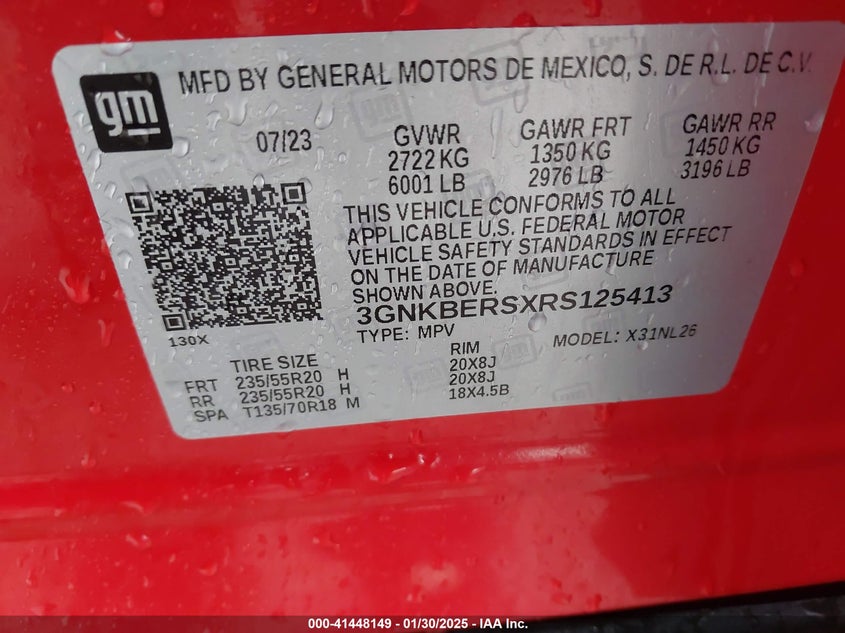 gm
MFD BY GENERAL MOTORS DE MEXICO, S. DE R.L. DE C.V.
07/23 GVWR GAWR FRT GAWR RR
2722 KG 1350 KG 1450 KG
6001 LB 2976 LB 3196 LB
THIS VEHICLE CONFORMS TO ALL
APPLICABLE U.S. FEDERAL MOTOR
VEHICLE SAFETY STANDARDS IN EFFECT
ON THE DATE OF MANUFACTURE
SHOWN ABOVE.
3GNKBERSXRS125413
130X TYPE: MPV MODEL: X31NL26
TIRE SIZE RIM
FRT 235/55R20 H 20X8J
RR 235/55R20 H 20X8J
SPA T135/70R18 M 18X4.5B
000-41448149 — 01/30/2025 — IAA Inc.